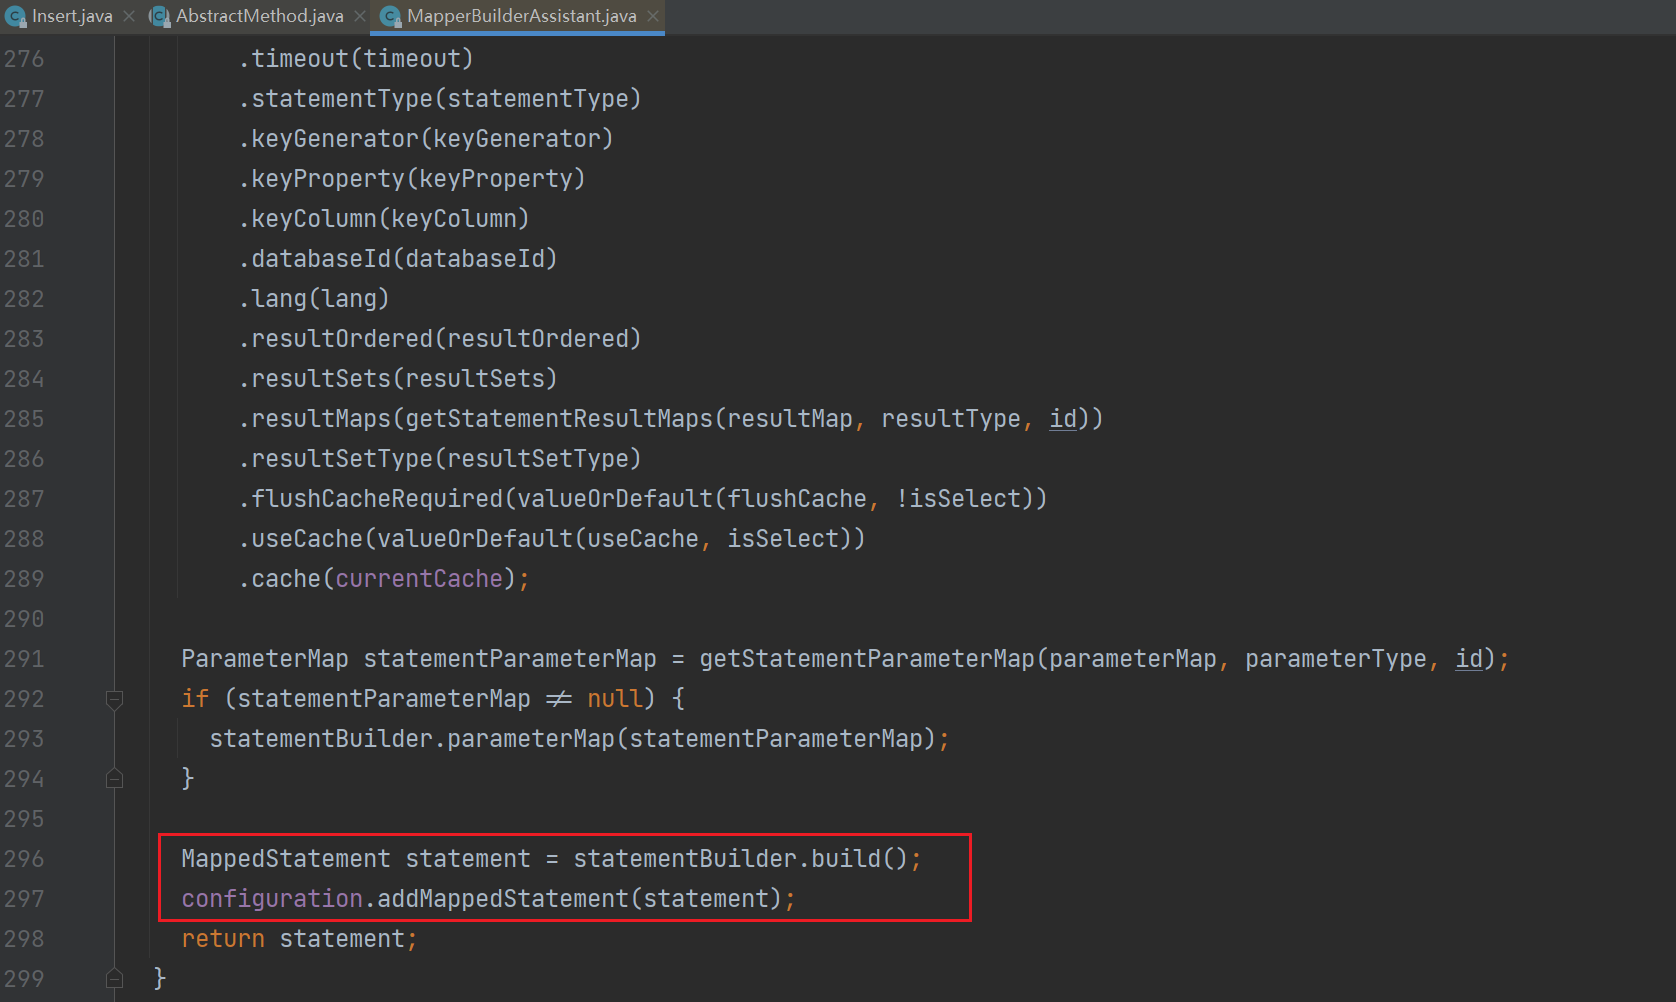 Insert.java AbstractMethod.java MapperBuilderAssistant.java
276 .timeout(timeout)
277 .statementType(statementType)
278 .keyGenerator(keyGenerator)
279 .keyProperty(keyProperty)
280 .keyColumn(keyColumn)
281 .databaseId(databaseId)
282 .lang(lang)
283 .resultOrdered(resultOrdered)
284 .resultSets(resultSets)
285 .resultMaps(getStatementResultMaps(resultMap, resultType, id))
286 .resultSetType(resultSetType)
287 .flushCacheRequired(valueOrDefault(flushCache, !isSelect))
288 .useCache(valueOrDefault(useCache, isSelect))
289 .cache(currentCache);
290
291 ParameterMap statementParameterMap = getStatementParameterMap(parameterMap, parameterType, id);
292 if (statementParameterMap ≠ null) {
293 statementBuilder.parameterMap(statementParameterMap);
294 }
295
296 MappedStatement statement = statementBuilder.build();
297 configuration.addMappedStatement(statement);
298 return statement;
299 }